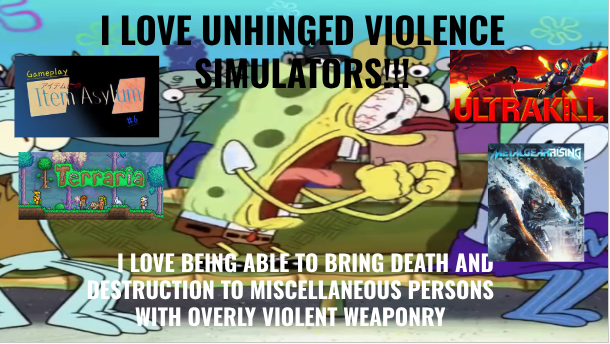 I LOVE UNHINGED VIOLENCE
SIMULATORS!!!
Gameplay
Item Asylum
#6
ULTRAKILL
Terraria
METAL GEAR RISING
I LOVE BEING ABLE TO BRING DEATH AND
DESTRUCTION TO MISCELLANEOUS PERSONS
WITH OVERLY VIOLENT WEAPONRY